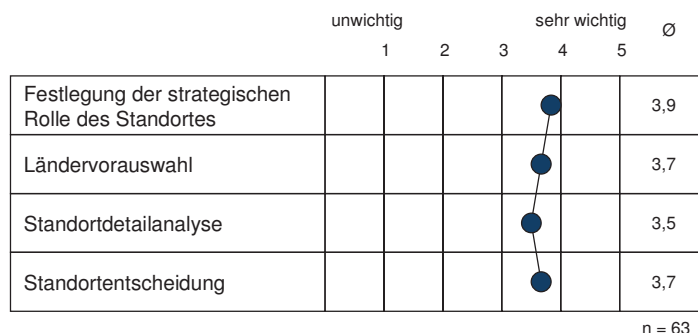 unwichtig sehr wichtig Ø
1 2 3 4 5
Festlegung der strategischen
Rolle des Standortes 3,9
Ländervorauswahl 3,7
Standortdetailanalyse 3,5
Standortentscheidung 3,7
n = 63